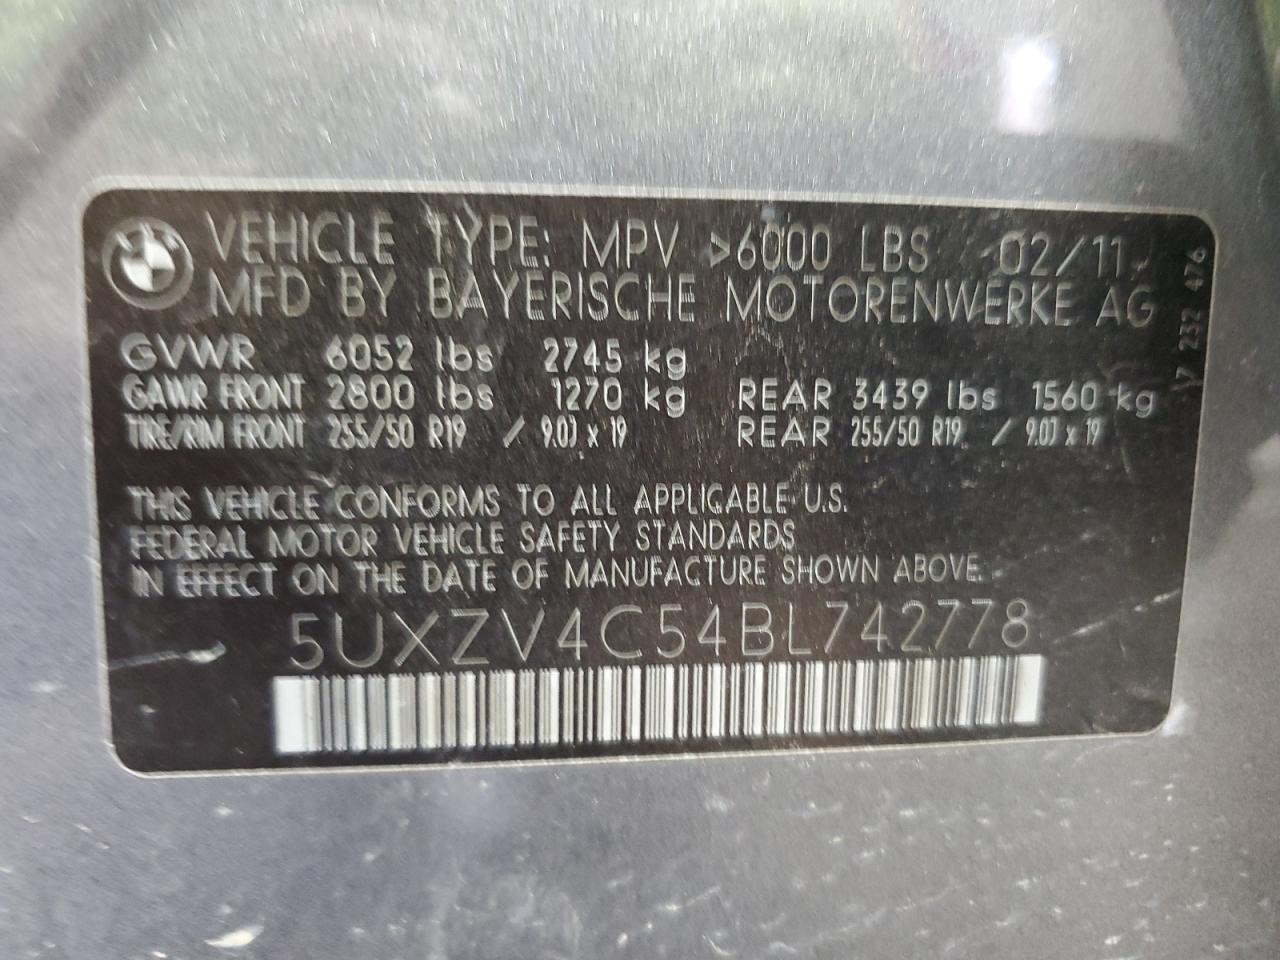 VEHICLE TYPE: MPV >6000 LBS 02/11
MFD BY BAYERISCHE MOTORENWERKE AG
GVWR 6052 lbs 2745 kg
GAWR FRONT 2800 lbs 1270 kg REAR 3439 lbs 1560 kg
TIRE/RIM FRONT 255/50 R19 / 9.0J x 19 REAR 255/50 R19 / 9.0J x 19
THIS VEHICLE CONFORMS TO ALL APPLICABLE U.S.
FEDERAL MOTOR VEHICLE SAFETY STANDARDS
IN EFFECT ON THE DATE OF MANUFACTURE SHOWN ABOVE.
5UXZV4C54BL742778
7 232 476